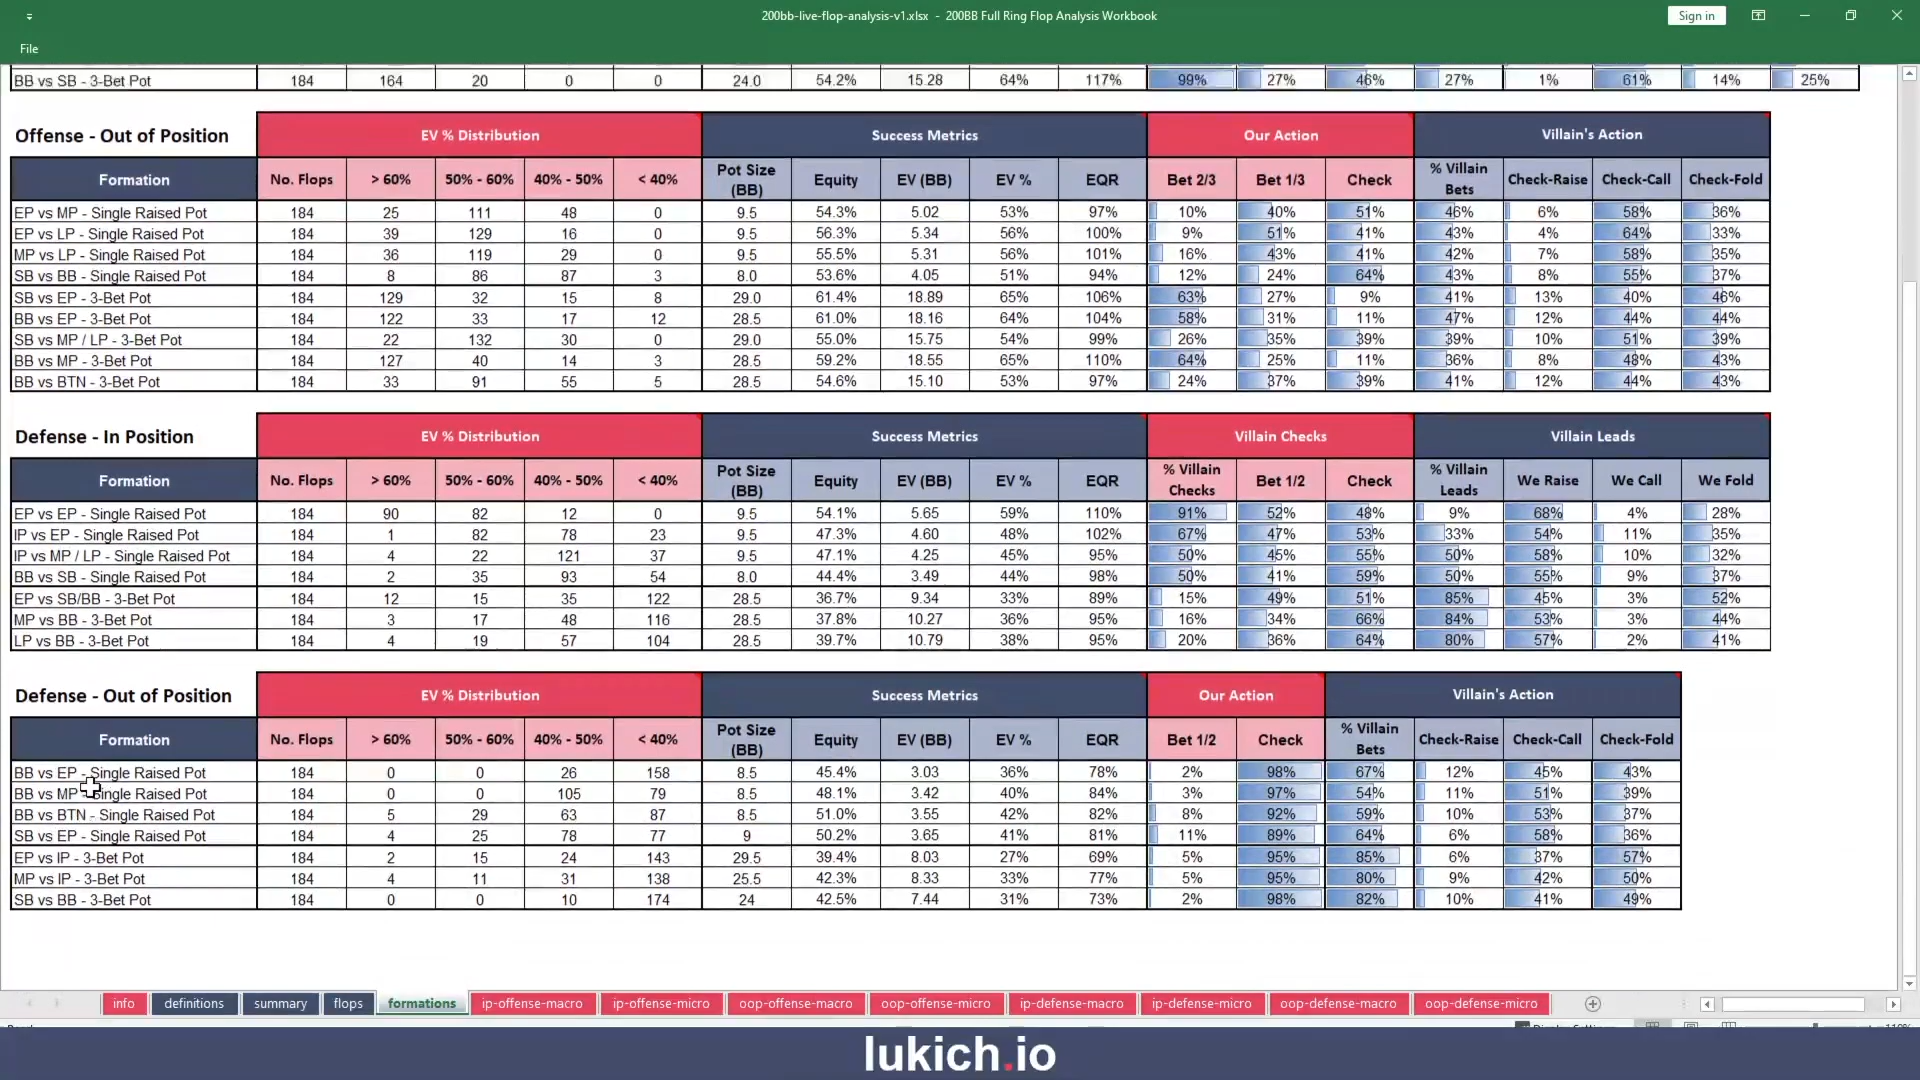 200bb-live-flop-analysis-v1.xlsx - 200BB Full Ring Flop Analysis Workbook
Sign in
File
BB vs SB - 3-Bet Pot 184 164 20 0 0 24.0 54.2% 15.28 64% 117% 99% 27% 46% 27% 1% 61% 14% 25%
Offense - Out of Position EV % Distribution Success Metrics Our Action Villain's Action
Formation No. Flops > 60% 50% - 60% 40% - 50% < 40% Pot Size (BB) Equity EV (BB) EV % EQR Bet 2/3 Bet 1/3 Check % Villain Bets Check-Raise Check-Call Check-Fold
EP vs MP - Single Raised Pot 184 25 111 48 0 9.5 54.3% 5.02 53% 97% 10% 40% 51% 46% 6% 58% 36%
EP vs LP - Single Raised Pot 184 39 129 16 0 9.5 56.3% 5.34 56% 100% 9% 51% 41% 43% 4% 64% 33%
MP vs LP - Single Raised Pot 184 36 119 29 0 9.5 55.5% 5.31 56% 101% 16% 43% 41% 42% 7% 58% 35%
SB vs BB - Single Raised Pot 184 8 86 87 3 8.0 53.6% 4.05 51% 94% 12% 24% 64% 43% 8% 55% 37%
SB vs EP - 3-Bet Pot 184 129 32 15 8 29.0 61.4% 18.89 65% 106% 63% 27% 9% 41% 13% 40% 46%
BB vs EP - 3-Bet Pot 184 122 33 17 12 28.5 61.0% 18.16 64% 104% 58% 31% 11% 47% 12% 44% 44%
SB vs MP / LP - 3-Bet Pot 184 22 132 30 0 29.0 55.0% 15.75 54% 99% 26% 35% 39% 39% 10% 51% 39%
BB vs MP - 3-Bet Pot 184 127 40 14 3 28.5 59.2% 18.55 65% 110% 64% 25% 11% 36% 8% 48% 43%
BB vs BTN - 3-Bet Pot 184 33 91 55 5 28.5 54.6% 15.10 53% 97% 24% 37% 39% 41% 12% 44% 43%
Defense - In Position EV % Distribution Success Metrics Villain Checks Villain Leads
Formation No. Flops > 60% 50% - 60% 40% - 50% < 40% Pot Size (BB) Equity EV (BB) EV % EQR % Villain Checks Bet 1/2 Check % Villain Leads We Raise We Call We Fold
EP vs EP - Single Raised Pot 184 90 82 12 0 9.5 54.1% 5.65 59% 110% 91% 52% 48% 9% 68% 4% 28%
IP vs EP - Single Raised Pot 184 1 82 78 23 9.5 47.3% 4.60 48% 102% 67% 47% 53% 33% 54% 11% 35%
IP vs MP / LP - Single Raised Pot 184 4 22 121 37 9.5 47.1% 4.25 45% 95% 50% 45% 55% 50% 58% 10% 32%
BB vs SB - Single Raised Pot 184 2 35 93 54 8.0 44.4% 3.49 44% 98% 50% 41% 59% 50% 55% 9% 37%
EP vs SB/BB - 3-Bet Pot 184 12 15 35 122 28.5 36.7% 9.34 33% 89% 15% 49% 51% 85% 45% 3% 52%
MP vs BB - 3-Bet Pot 184 3 17 48 116 28.5 37.8% 10.27 36% 95% 16% 34% 66% 84% 53% 3% 44%
LP vs BB - 3-Bet Pot 184 4 19 57 104 28.5 39.7% 10.79 38% 95% 20% 36% 64% 80% 57% 2% 41%
Defense - Out of Position EV % Distribution Success Metrics Our Action Villain's Action
Formation No. Flops > 60% 50% - 60% 40% - 50% < 40% Pot Size (BB) Equity EV (BB) EV % EQR Bet 1/2 Check % Villain Bets Check-Raise Check-Call Check-Fold
BB vs EP - Single Raised Pot 184 0 0 26 158 8.5 45.4% 3.03 36% 78% 2% 98% 67% 12% 45% 43%
BB vs MP - Single Raised Pot 184 0 0 105 79 8.5 48.1% 3.42 40% 84% 3% 97% 54% 11% 51% 39%
BB vs BTN - Single Raised Pot 184 5 29 63 87 8.5 51.0% 3.55 42% 82% 8% 92% 59% 10% 53% 37%
SB vs EP - Single Raised Pot 184 4 25 78 77 9 50.2% 3.65 41% 81% 11% 89% 64% 6% 58% 36%
EP vs IP - 3-Bet Pot 184 2 15 24 143 29.5 39.4% 8.03 27% 69% 5% 95% 85% 6% 37% 57%
MP vs IP - 3-Bet Pot 184 4 11 31 138 25.5 42.3% 8.33 33% 77% 5% 95% 80% 9% 42% 50%
SB vs BB - 3-Bet Pot 184 0 0 10 174 24 42.5% 7.44 31% 73% 2% 98% 82% 10% 41% 49%
info definitions summary flops formations ip-offense-macro ip-offense-micro oop-offense-macro oop-offense-micro ip-defense-macro ip-defense-micro oop-defense-macro oop-defense-micro
lukich.io